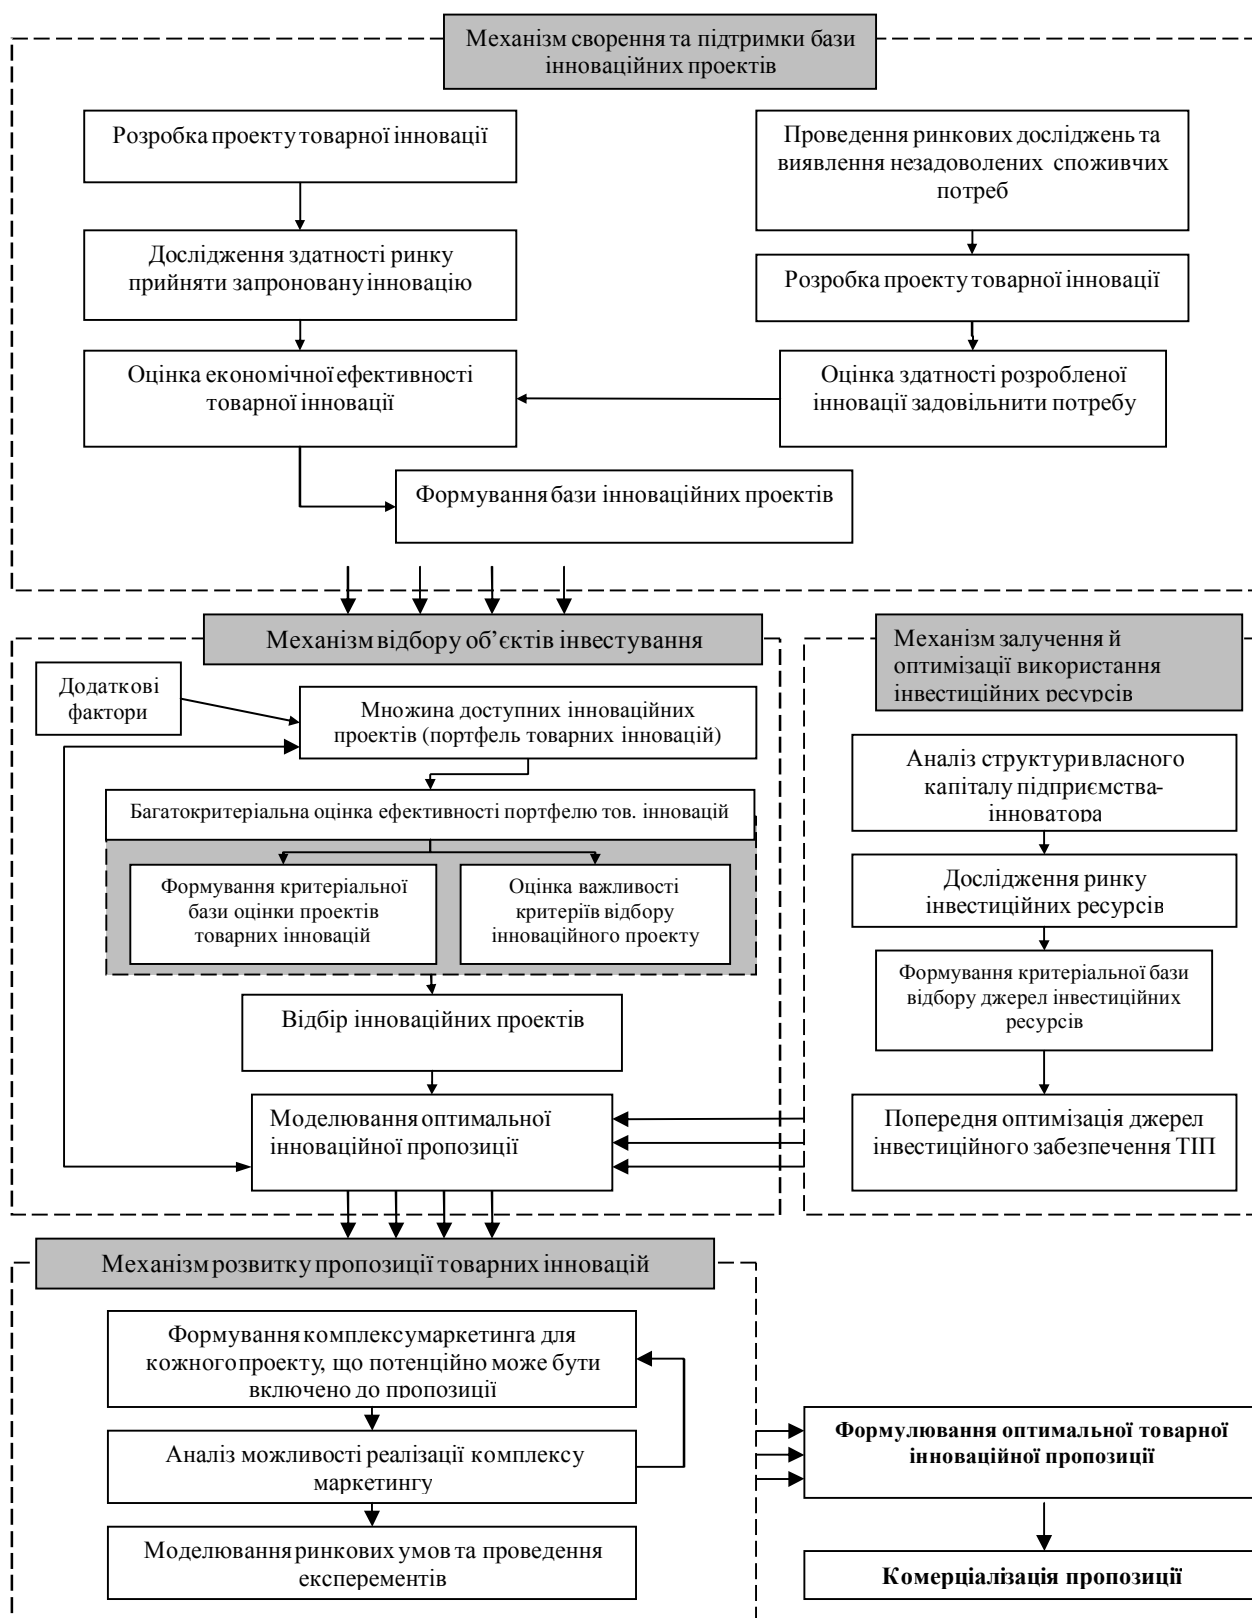 Механізм сворення та підтримки бази
інноваційних проектів
Розробка проекту товарної інновації
Проведення ринкових досліджень та
виявлення незадоволених споживчих
потреб
Дослідження здатності ринку
прийняти запроновану інновацію
Розробка проекту товарної інновації
Оцінка економічної ефективності
товарної інновації
Оцінка здатності розробленої
інновації задовільнити потребу
Формування бази інноваційних проектів
Механізм відбору об’єктів інвестування
Механізм залучення й
оптимізації використання
інвестиційних ресурсів
Додаткові
фактори
Множина доступних інноваційних
проектів (портфель товарних інновацій)
Багатокритеріальна оцінка ефективності портфелю тов. інновацій
Формування критеріальної
бази оцінки проектів
товарних інновацій
Оцінка важливості
критеріїв відбору
інноваційного проекту
Відбір інноваційних проектів
Моделювання оптимальної
інноваційної пропозиції
Аналіз структури власного
капіталу підприємства-
інноватора
Дослідження ринку
інвестиційних ресурсів
Формування критеріальної бази
відбору джерел інвестиційних
ресурсів
Попередня оптимізація джерел
інвестиційного забезпечення ТІП
Механізм розвитку пропозиції товарних інновацій
Формування комплексу маркетинга для
кожного проекту, що потенційно може бути
включено до пропозиції
Аналіз можливості реалізації комплексу
маркетингу
Моделювання ринкових умов та проведення
експерементів
Формулювання оптимальної товарної
інноваційної пропозиції
Комерціалізація пропозиції